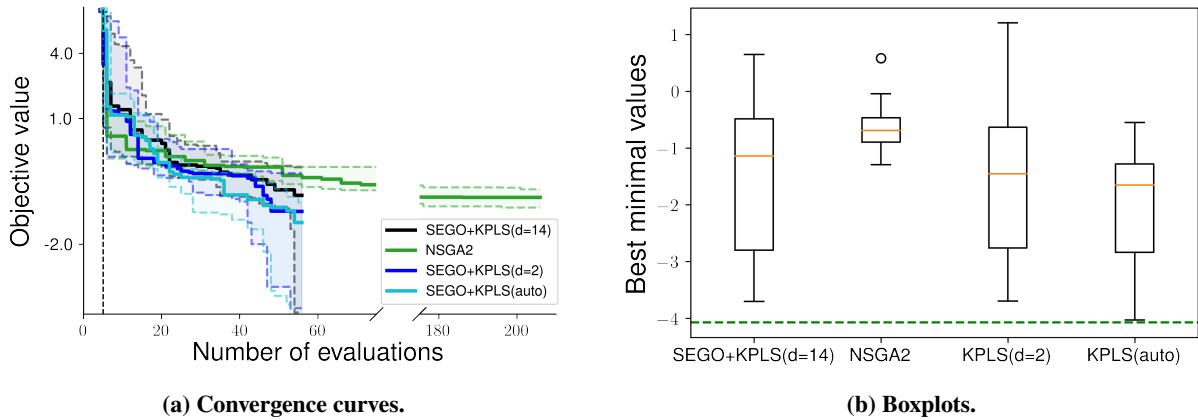 Objective value
4.0
1.0
-2.0
0
20
40
60
180
200
Number of evaluations
SEGO+KPLS(d=14)
NSGA2
SEGO+KPLS(d=2)
SEGO+KPLS(auto)
(a) Convergence curves.
Best minimal values
1
0
−1
−2
−3
−4
SEGO+KPLS(d=14)
NSGA2
KPLS(d=2)
KPLS(auto)
(b) Boxplots.